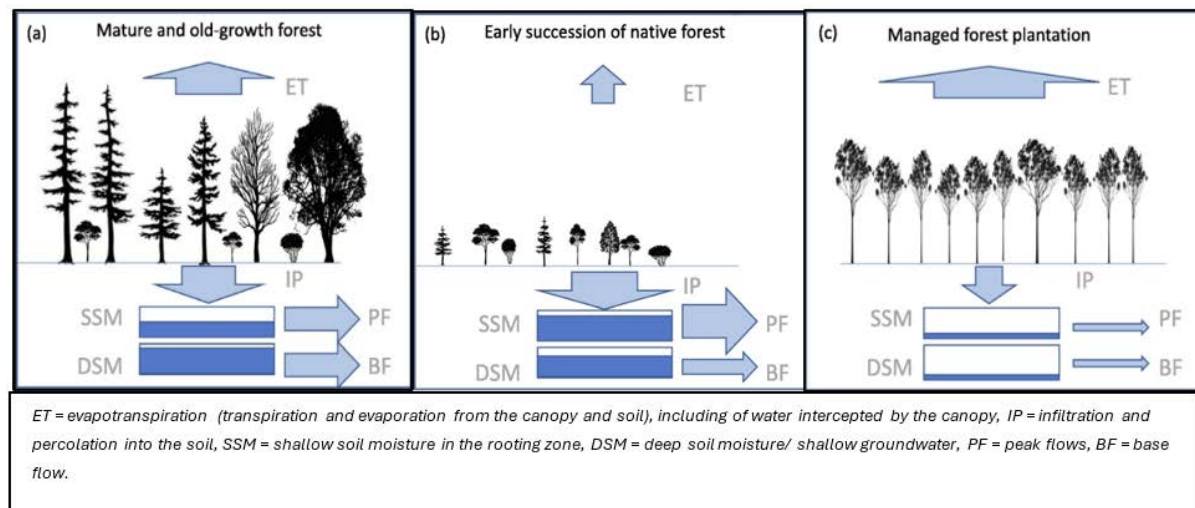 (a) Mature and old-growth forest
ET
IP
SSM
PF
DSM
BF
(b) Early succession of native forest
ET
IP
SSM
PF
DSM
BF
(c) Managed forest plantation
ET
IP
SSM
PF
DSM
BF
ET = evapotranspiration (transpiration and evaporation from the canopy and soil), including of water intercepted by the canopy, IP = infiltration and
percolation into the soil, SSM = shallow soil moisture in the rooting zone, DSM = deep soil moisture/ shallow groundwater, PF = peak flows, BF = base
flow.